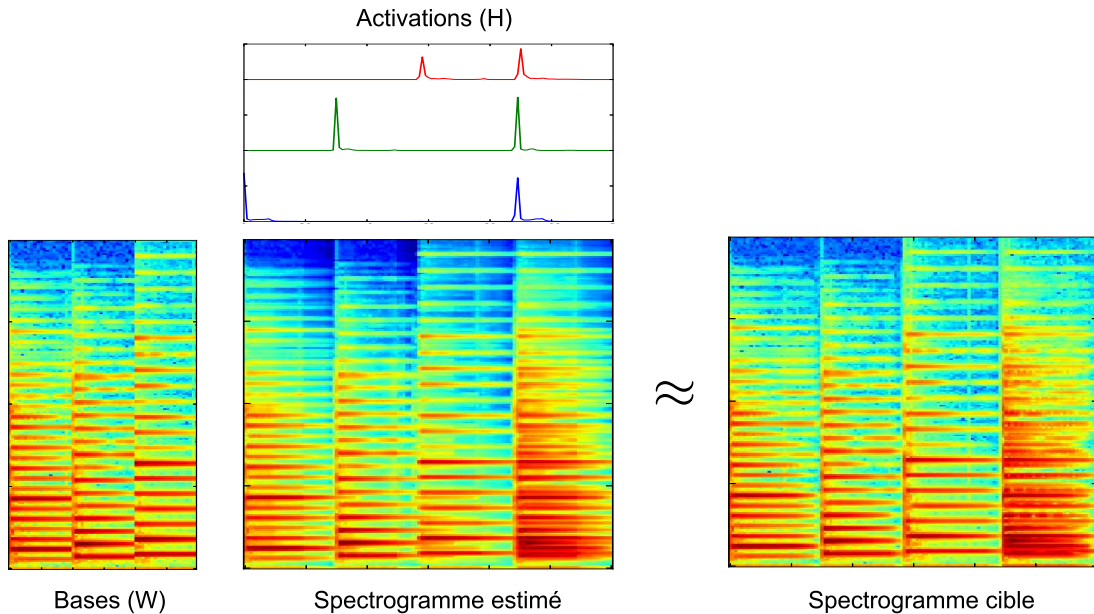 Activations (H)
≈
Bases (W)
Spectrogramme estimé
Spectrogramme cible